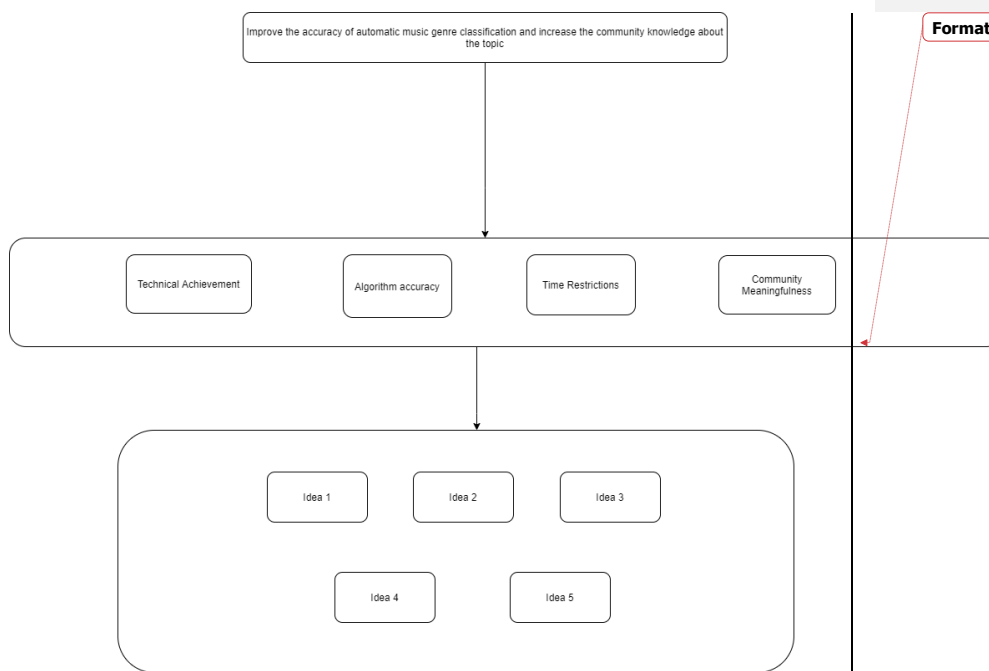 Improve the accuracy of automatic music genre classification and increase the community knowledge about
the topic
Format
Technical Achievement
Algorithm accuracy
Time Restrictions
Community
Meaningfulness
Idea 1
Idea 2
Idea 3
Idea 4
Idea 5